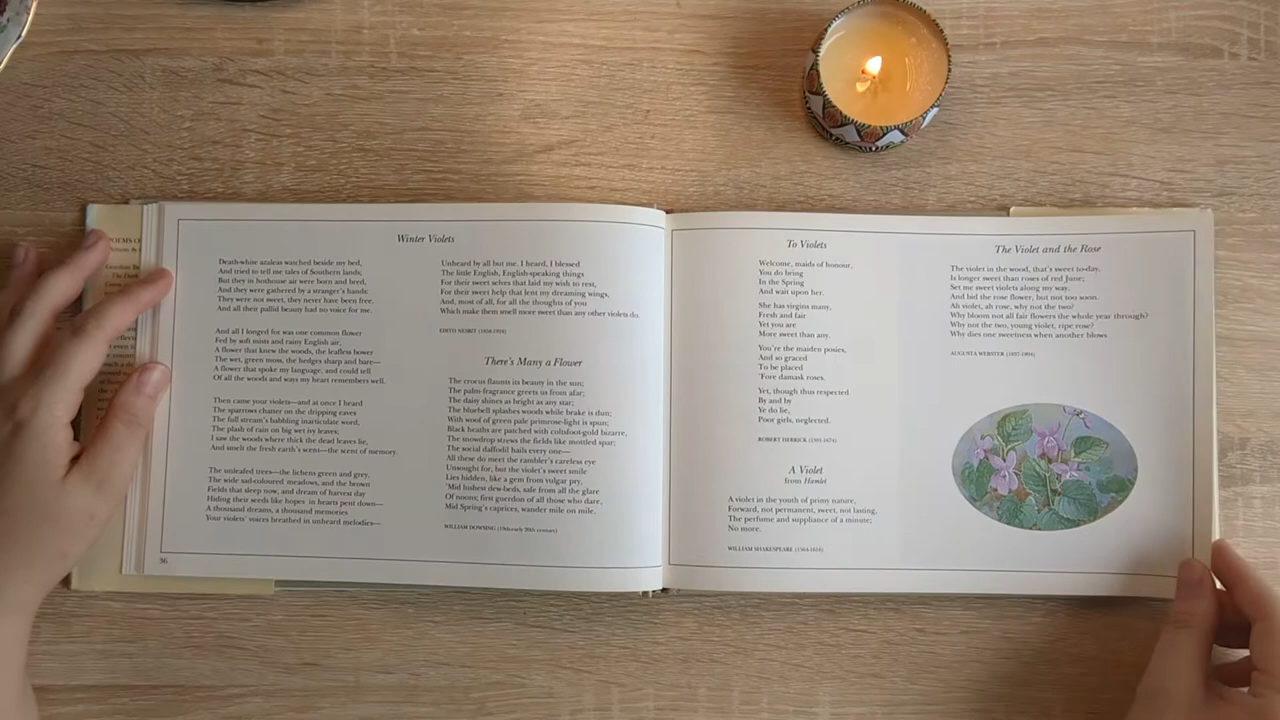 POEMS O
Winter Violets
Death-white azaleas watched beside my bed,
And tried to tell me tales of Southern lands;
But they in hothouse air were born and bred,
And they were gathered by a stranger's hands:
They were not sweet, they never have been free,
And all their pallid beauty had no voice for me.
And all I longed for was one common flower
Fed by soft mists and rainy English air,
A flower that knew the woods, the leafless bower
The wet, green moss, the hedges sharp and bare—
A flower that spoke my language, and could tell
Of all the woods and ways my heart remembers well.
Then came your violets—and at once I heard
The sparrows chatter on the dripping eaves
The full stream's babbling inarticulate word,
The plash of rain on big wet ivy leaves;
I saw the woods where thick the dead leaves lie,
And smelt the fresh earth's scent—the scent of memory.
The unleafed trees—the lichens green and grey,
The wide sad-coloured meadows, and the brown
Fields that sleep now, and dream of harvest day
Hiding their seeds like hopes in hearts pent down—
A thousand dreams, a thousand memories
Your violets' voices breathed in unheard melodies—
36
Unheard by all but me. I heard, I blessed
The little English, English-speaking things
For their sweet selves that laid my wish to rest,
For their sweet help that lent my dreaming wings,
And, most of all, for all the thoughts of you
Which make them smell more sweet than any other violets do.
EDITH NESBIT (1858-1924)
There's Many a Flower
The crocus flaunts its beauty in the sun;
The palm-fragrance greets us from afar;
The daisy shines as bright as any star;
The bluebell splashes woods while brake is dun;
With woof of green pale primrose-light is spun;
Black heaths are patched with coltsfoot-gold bizarre,
The snowdrop strews the fields like mottled spar;
The social daffodil hails every one—
All these do meet the rambler's careless eye
Unsought for, but the violet's sweet smile
Lies hidden, like a gem from vulgar pry,
'Mid hushest dew-beds, safe from all the glare
Of noons; first guerdon of all those who dare,
Mid Spring's caprices, wander mile on mile.
WILLIAM DOWSING (19th-early 20th century)
To Violets
Welcome, maids of honour,
You do bring
In the Spring
And wait upon her.
She has virgins many,
Fresh and fair
Yet you are
More sweet than any.
You're the maiden posies,
And so graced
To be placed
'Fore damask roses.
Yet, though thus respected
By and by
Ye do lie,
Poor girls, neglected.
ROBERT HERRICK (1591-1674)
A Violet
from Hamlet
A violet in the youth of primy nature,
Forward, not permanent, sweet, not lasting,
The perfume and suppliance of a minute;
No more.
WILLIAM SHAKESPEARE (1564-1616)
The Violet and the Rose
The violet in the wood, that's sweet to-day,
Is longer sweet than roses of red June;
Set me sweet violets along my way,
And bid the rose flower, but not too soon.
Ah violet, ah rose, why not the two?
Why bloom not all fair flowers the whole year through?
Why not the two, young violet, ripe rose?
Why dies one sweetness when another blows
AUGUSTA WEBSTER (1837-1894)